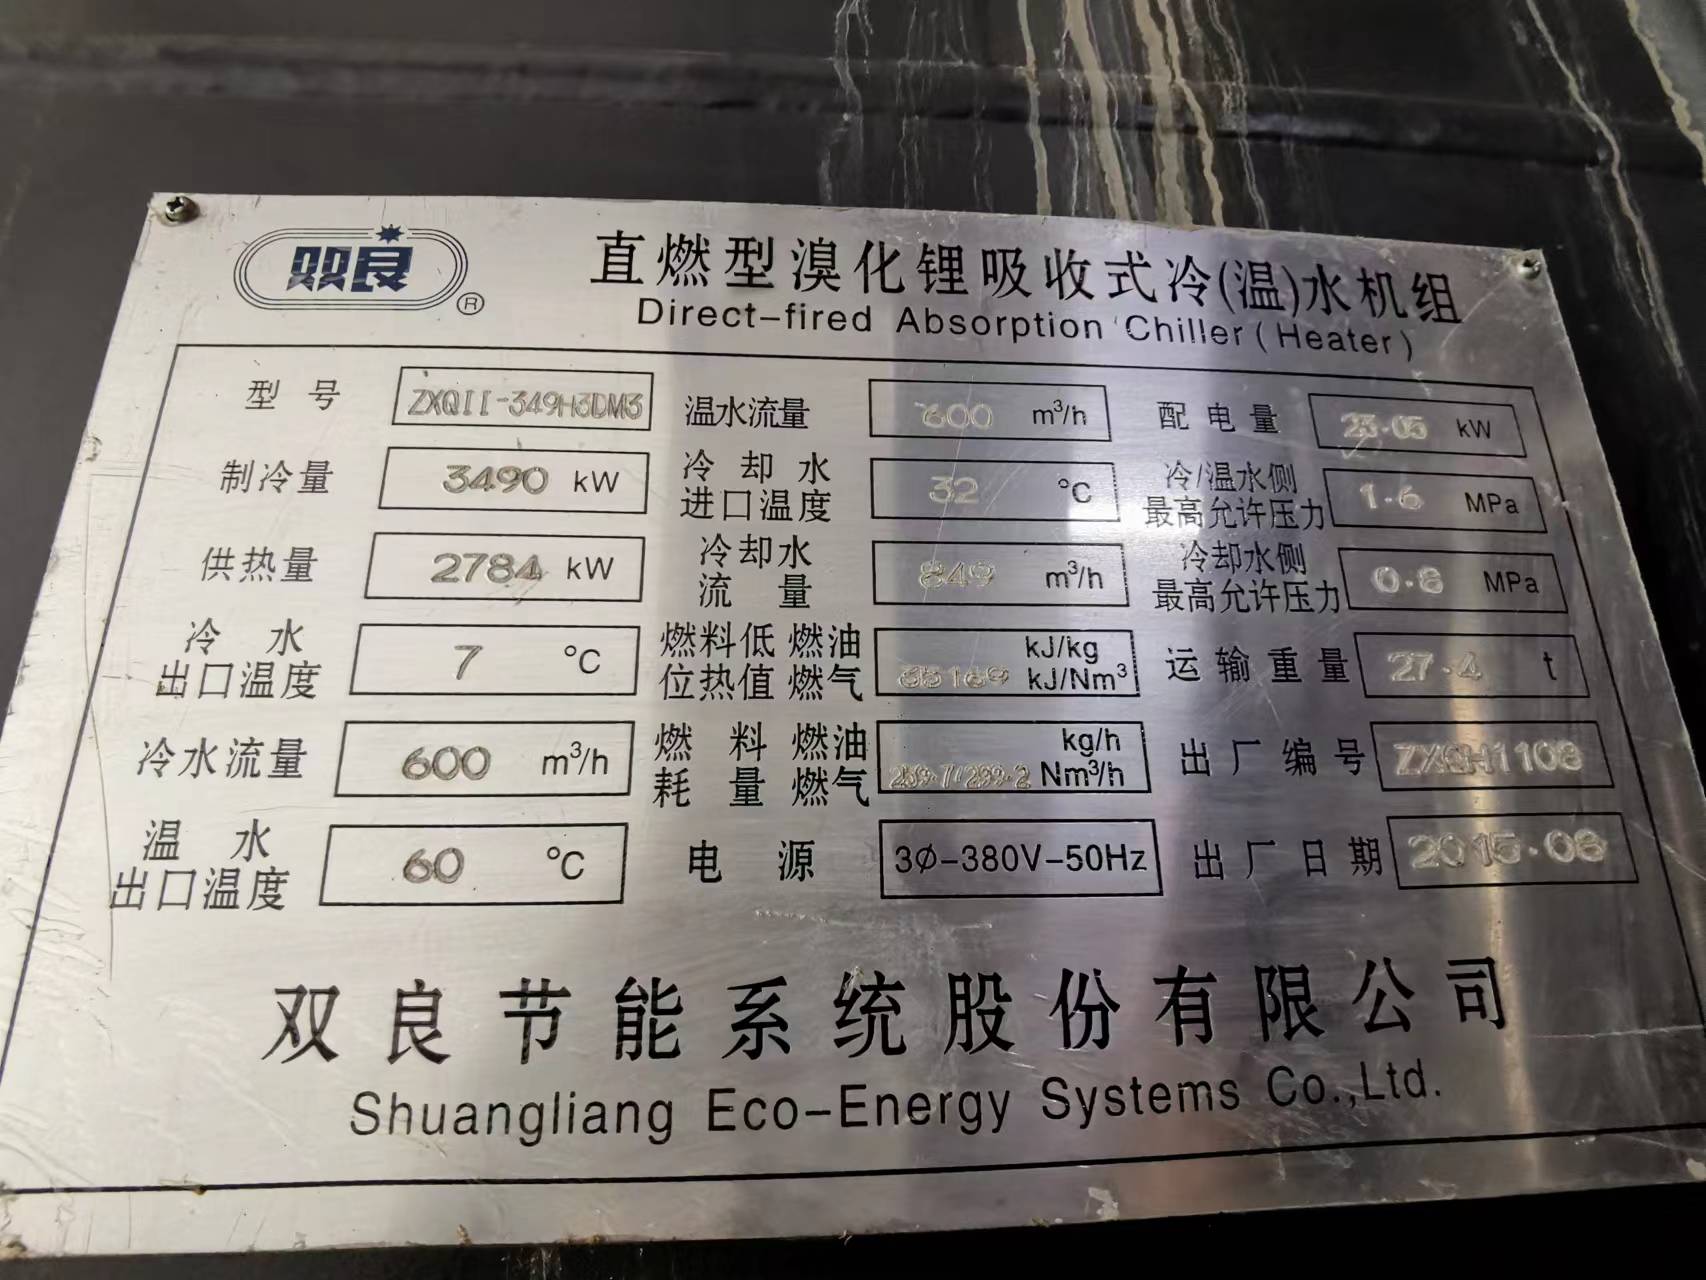 双良®
直燃型溴化锂吸收式冷(温)水机组
Direct-fired Absorption Chiller (Heater)
型号 ZXQII-349H3DM3
制冷量 3490 kW
供热量 2784 kW
冷水出口温度 7 ℃
冷水流量 600 m³/h
温水出口温度 60 ℃
温水流量 600 m³/h
冷却水进口温度 32 ℃
冷却水流量 849 m³/h
燃料低位热值 燃油 kJ/kg
燃气 kJ/Nm³
燃料耗量 燃油 kg/h
燃气 Nm³/h
电源 3Ø-380V-50Hz
配电量 kW
冷/温水侧最高允许压力 1.6 MPa
冷却水侧最高允许压力 0.8 MPa
运输重量 27.4 t
出厂编号
出厂日期 2015.08
双良节能系统股份有限公司
Shuangliang Eco-Energy Systems Co.,Ltd.